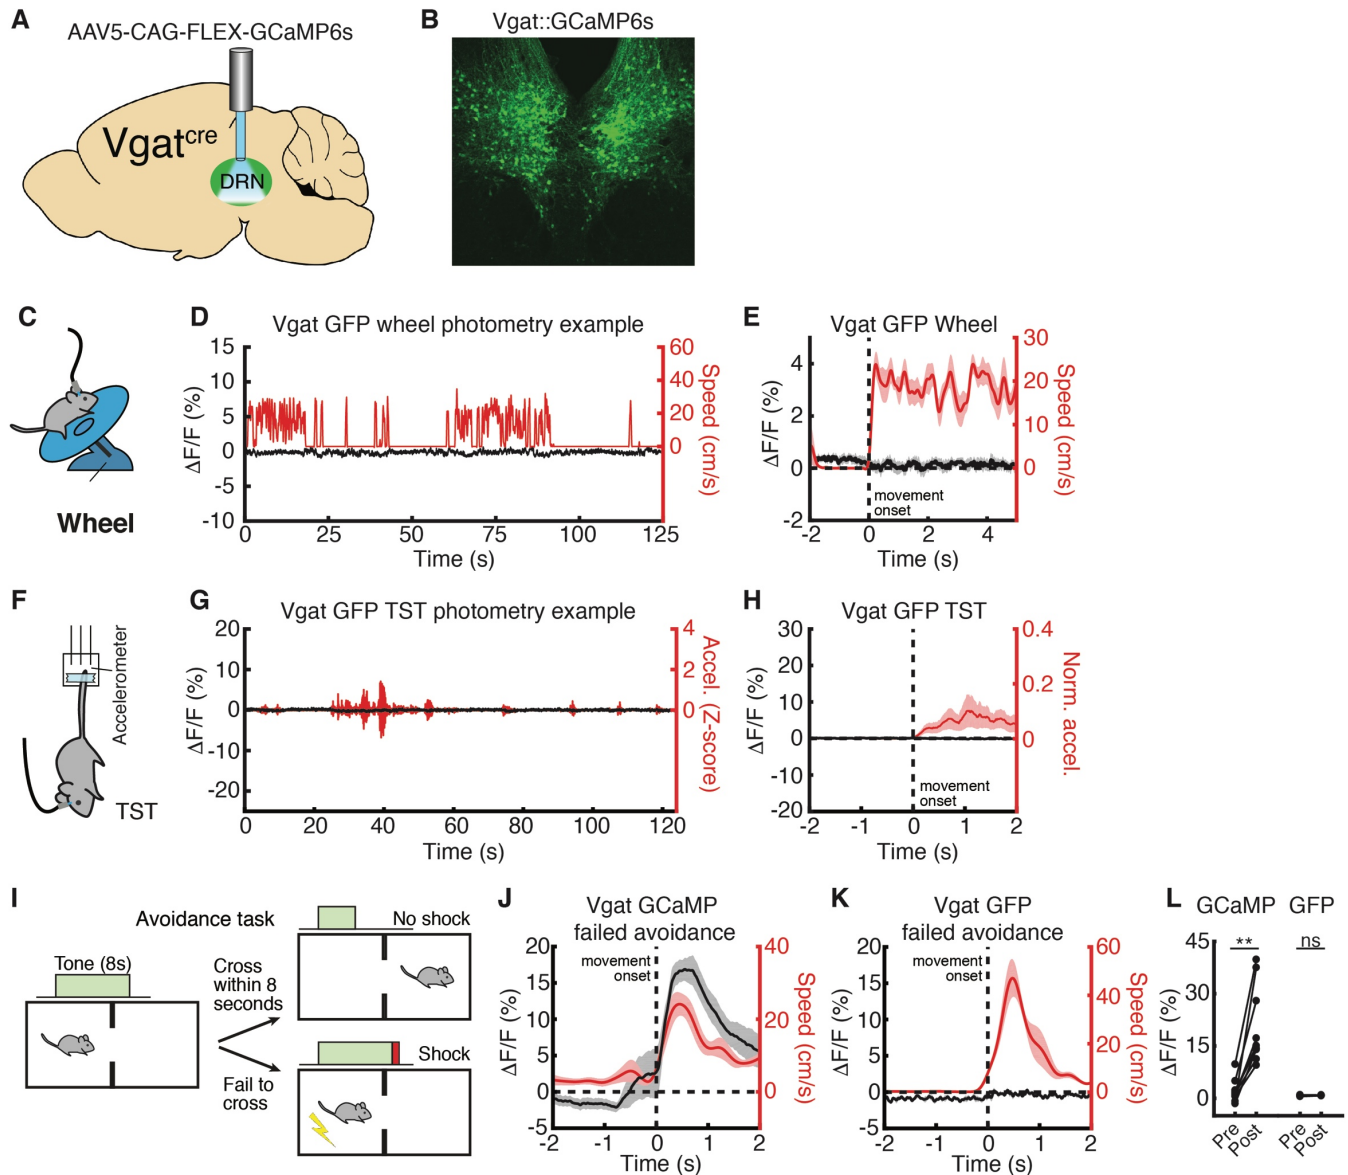 A
AAV5-CAG-FLEX-GCaMP6s
Vgatcre
DRN
B
Vgat::GCaMP6s
C
Wheel
D
Vgat GFP wheel photometry example
15
10
5
0
-5
-10
ΔF/F (%)
60
40
20
0
Speed (cm/s)
0 25 50 75 100 125
Time (s)
E
Vgat GFP Wheel
4
2
0
-2
ΔF/F (%)
30
20
10
0
Speed (cm/s)
movement
onset
-2 0 2 4
Time (s)
F
Accelerometer
TST
G
Vgat GFP TST photometry example
20
10
0
-10
-20
ΔF/F (%)
4
2
0
Accel. (Z-score)
0 20 40 60 80 100 120
Time (s)
H
Vgat GFP TST
30
20
10
0
-10
-20
ΔF/F (%)
0.4
0.2
0
Norm. accel.
movement
onset
-2 -1 0 1 2
Time (s)
I
Avoidance task
Tone (8s)
Cross
within 8
seconds
Fail to
cross
No shock
Shock
J
Vgat GCaMP
failed avoidance
20
15
10
5
0
-5
ΔF/F (%)
movement
onset
40
20
0
Speed (cm/s)
-2 -1 0 1 2
Time (s)
K
Vgat GFP
failed avoidance
20
15
10
5
0
-5
ΔF/F (%)
movement
onset
60
40
20
0
Speed (cm/s)
-2 -1 0 1 2
Time (s)
L
GCaMP GFP
** ns
45
30
15
0
ΔF/F (%)
Pre Post Pre Post